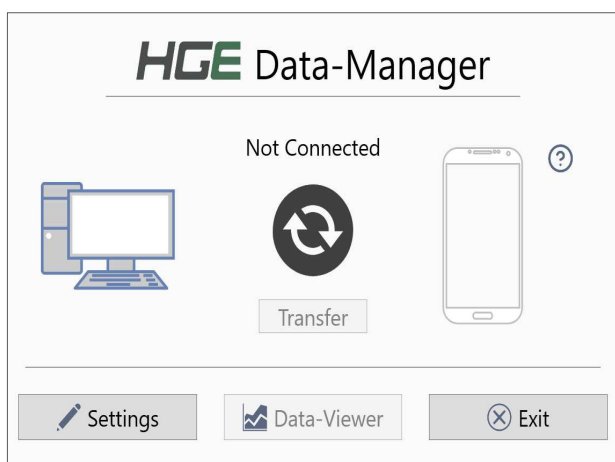 HGE Data-Manager
Not Connected
?
Transfer
Settings
Data-Viewer
Exit